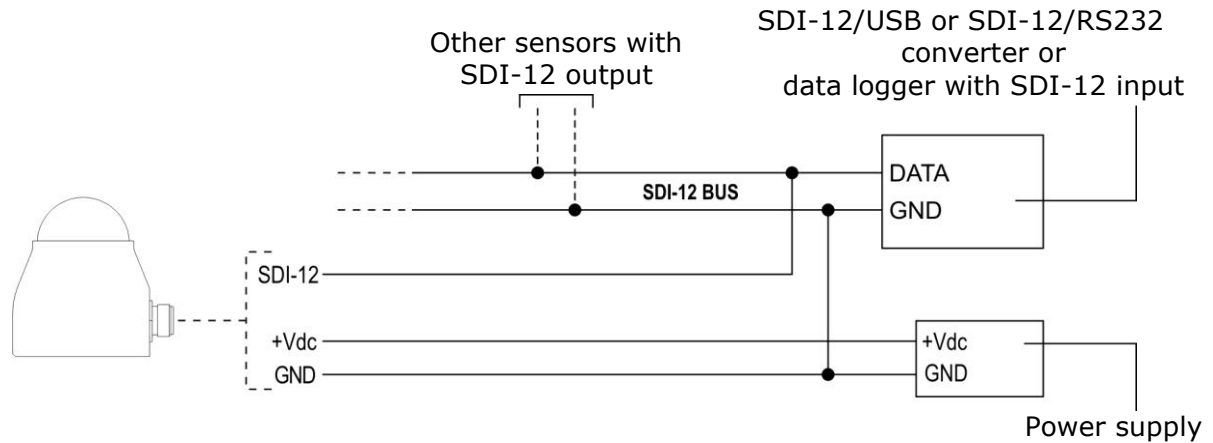 SDI-12/USB or SDI-12/RS232
converter or
data logger with SDI-12 input
Other sensors with
SDI-12 output
DATA
SDI-12 BUS
GND
SDI-12
+Vdc
+Vdc
GND
GND
Power supply